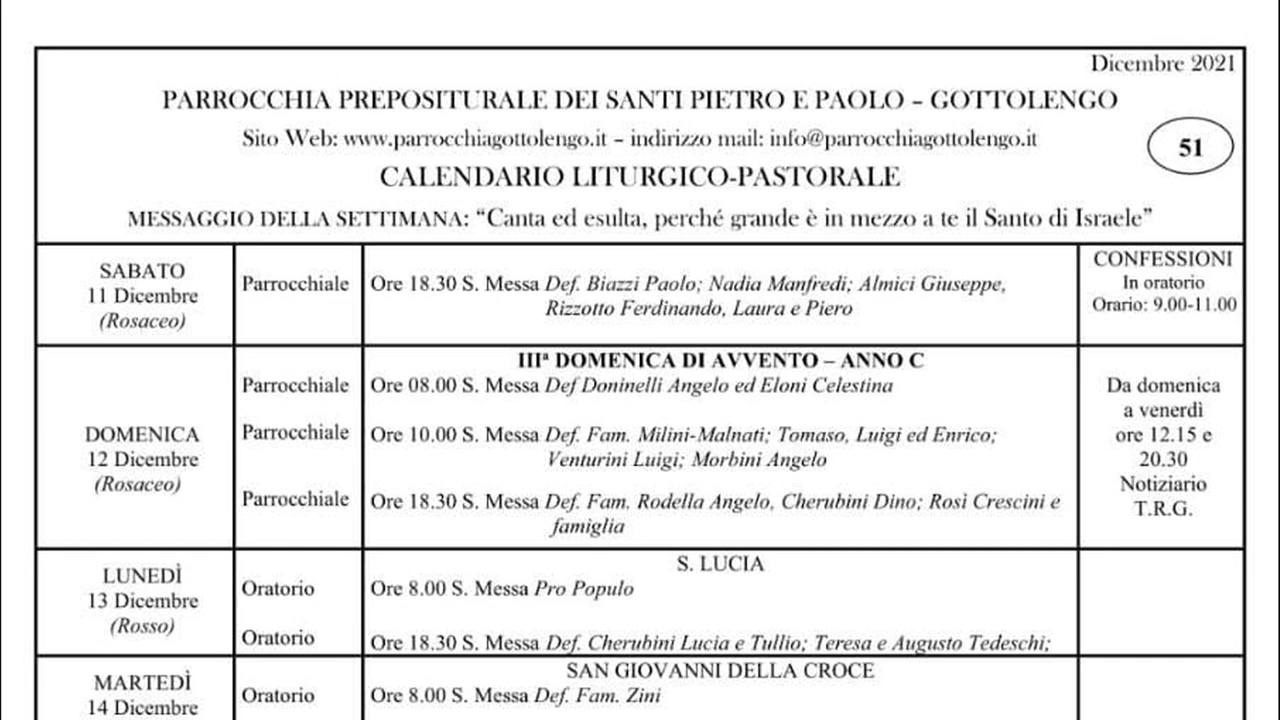 Dicembre 2021
PARROCCHIA PREPOSITURALE DEI SANTI PIETRO E PAOLO – GOTTOLENGO
Sito Web: www.parrocchiagottolengo.it – indirizzo mail: info@parrocchiagottolengo.it
51
CALENDARIO LITURGICO-PASTORALE
MESSAGGIO DELLA SETTIMANA: “Canta ed esulta, perché grande è in mezzo a te il Santo di Israele”
SABATO
11 Dicembre
(Rosaceo)
Parrocchiale
Ore 18.30 S. Messa Def. Biazzi Paolo; Nadia Manfredi; Almici Giuseppe,
Rizzotto Ferdinando, Laura e Piero
CONFESSIONI
In oratorio
Orario: 9.00-11.00
DOMENICA
12 Dicembre
(Rosaceo)
IIIª DOMENICA DI AVVENTO – ANNO C
Parrocchiale
Ore 08.00 S. Messa Def Doninelli Angelo ed Eloni Celestina
Parrocchiale
Ore 10.00 S. Messa Def. Fam. Milini-Malnati; Tomaso, Luigi ed Enrico;
Venturini Luigi; Morbini Angelo
Parrocchiale
Ore 18.30 S. Messa Def. Fam. Rodella Angelo, Cherubini Dino; Rosì Crescini e
famiglia
Da domenica
a venerdì
ore 12.15 e
20.30
Notiziario
T.R.G.
LUNEDÌ
13 Dicembre
(Rosso)
S. LUCIA
Oratorio
Ore 8.00 S. Messa Pro Populo
Oratorio
Ore 18.30 S. Messa Def. Cherubini Lucia e Tullio; Teresa e Augusto Tedeschi;
MARTEDÌ
14 Dicembre
SAN GIOVANNI DELLA CROCE
Oratorio
Ore 8.00 S. Messa Def. Fam. Zini